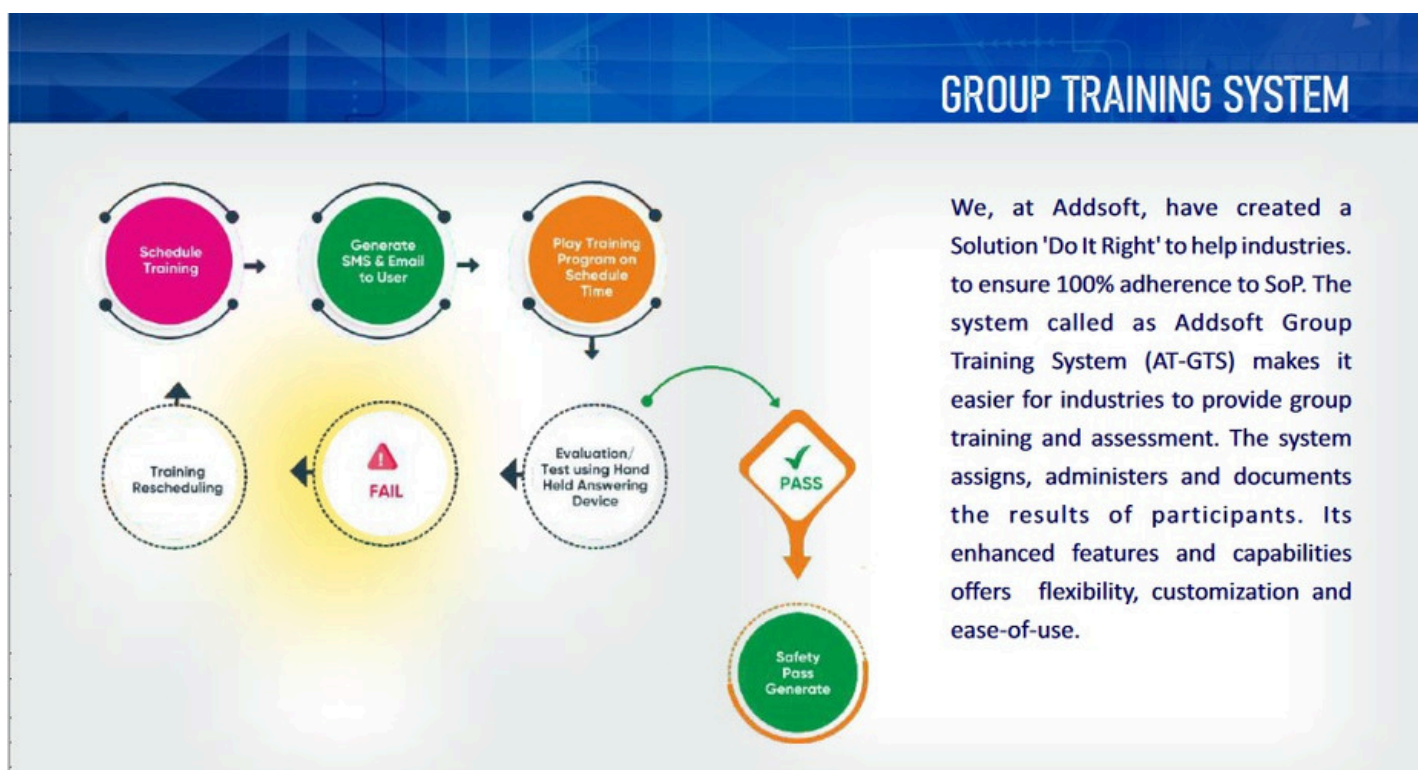 GROUP TRAINING SYSTEM
Schedule
Training
Generate
SMS & Email
to User
Play Training
Program on
Schedule
Time
Training
Rescheduling
FAIL
Evaluation/
Test using Hand
Held Answering
Device
PASS
Safety
Pass
Generate
We, at Addsoft, have created a
Solution 'Do It Right' to help industries.
to ensure 100% adherence to SoP. The
system called as Addsoft Group
Training System (AT-GTS) makes it
easier for industries to provide group
training and assessment. The system
assigns, administers and documents
the results of participants. Its
enhanced features and capabilities
offers flexibility, customization and
ease-of-use.